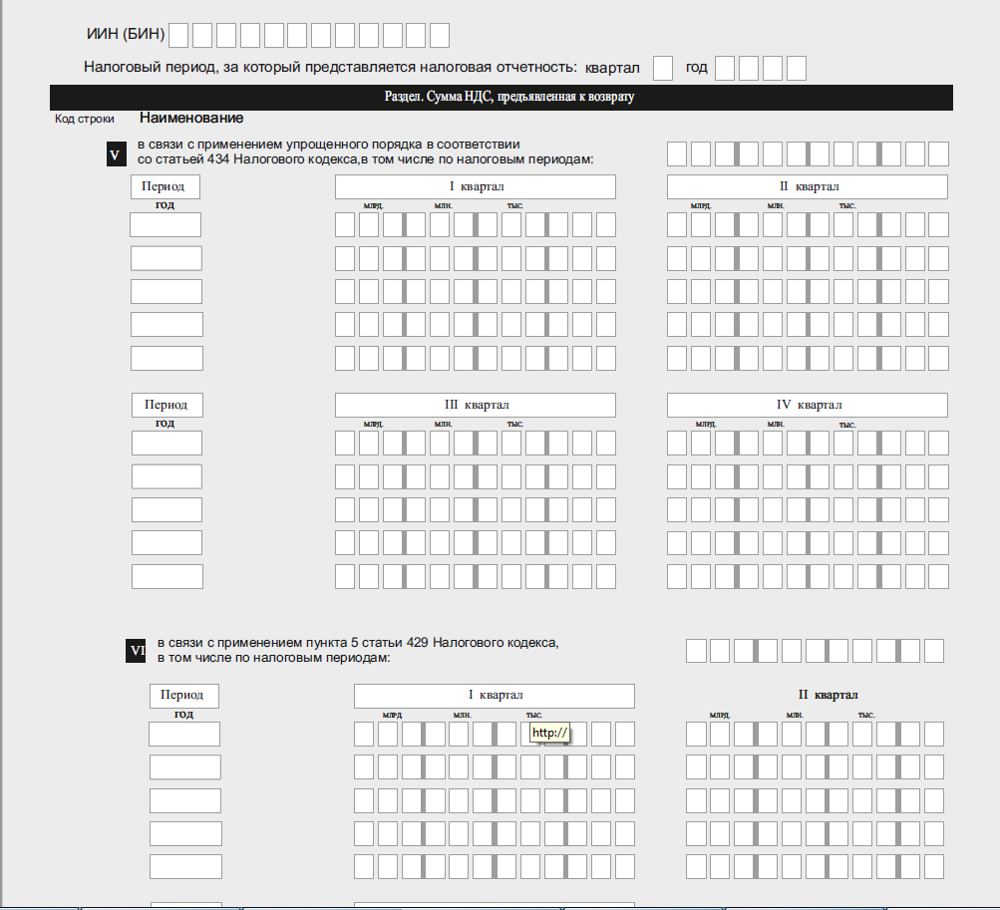 ИИН (БИН)
Налоговый период, за который представляется налоговая отчетность: квартал год
Раздел. Сумма НДС, предъявленная к возврату
Код строки Наименование
V в связи с применением упрощенного порядка в соответствии
со статьей 434 Налогового кодекса,в том числе по налоговым периодам:
Период I квартал II квартал
ГОД МЛРД. МЛН. ТЫС. МЛРД. МЛН. ТЫС.
Период III квартал IV квартал
ГОД МЛРД. МЛН. ТЫС. МЛРД. МЛН. ТЫС.
VI в связи с применением пункта 5 статьи 429 Налогового кодекса,
в том числе по налоговым периодам:
Период I квартал II квартал
ГОД МЛРД. МЛН. ТЫС. МЛРД. МЛН. ТЫС.
http://